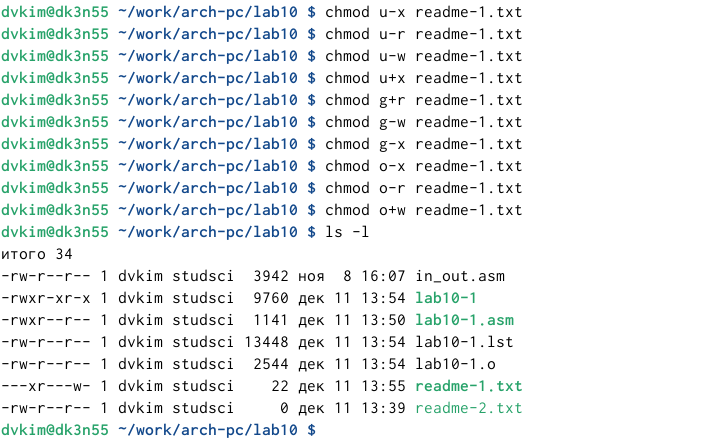 dvkim@dk3n55 ~/work/arch-pc/lab10 $ chmod u-x readme-1.txt
dvkim@dk3n55 ~/work/arch-pc/lab10 $ chmod u-r readme-1.txt
dvkim@dk3n55 ~/work/arch-pc/lab10 $ chmod u-w readme-1.txt
dvkim@dk3n55 ~/work/arch-pc/lab10 $ chmod u+x readme-1.txt
dvkim@dk3n55 ~/work/arch-pc/lab10 $ chmod g+r readme-1.txt
dvkim@dk3n55 ~/work/arch-pc/lab10 $ chmod g-w readme-1.txt
dvkim@dk3n55 ~/work/arch-pc/lab10 $ chmod g-x readme-1.txt
dvkim@dk3n55 ~/work/arch-pc/lab10 $ chmod o-x readme-1.txt
dvkim@dk3n55 ~/work/arch-pc/lab10 $ chmod o-r readme-1.txt
dvkim@dk3n55 ~/work/arch-pc/lab10 $ chmod o+w readme-1.txt
dvkim@dk3n55 ~/work/arch-pc/lab10 $ ls -l
итого 34
-rw-r--r-- 1 dvkim studsci  3942 ноя  8 16:07 in_out.asm
-rwxr-xr-x 1 dvkim studsci  9760 дек 11 13:54 lab10-1
-rwxr--r-- 1 dvkim studsci  1141 дек 11 13:50 lab10-1.asm
-rw-r--r-- 1 dvkim studsci 13448 дек 11 13:54 lab10-1.lst
-rw-r--r-- 1 dvkim studsci  2544 дек 11 13:54 lab10-1.o
---xr---w- 1 dvkim studsci    22 дек 11 13:55 readme-1.txt
-rw-r--r-- 1 dvkim studsci     0 дек 11 13:39 readme-2.txt
dvkim@dk3n55 ~/work/arch-pc/lab10 $